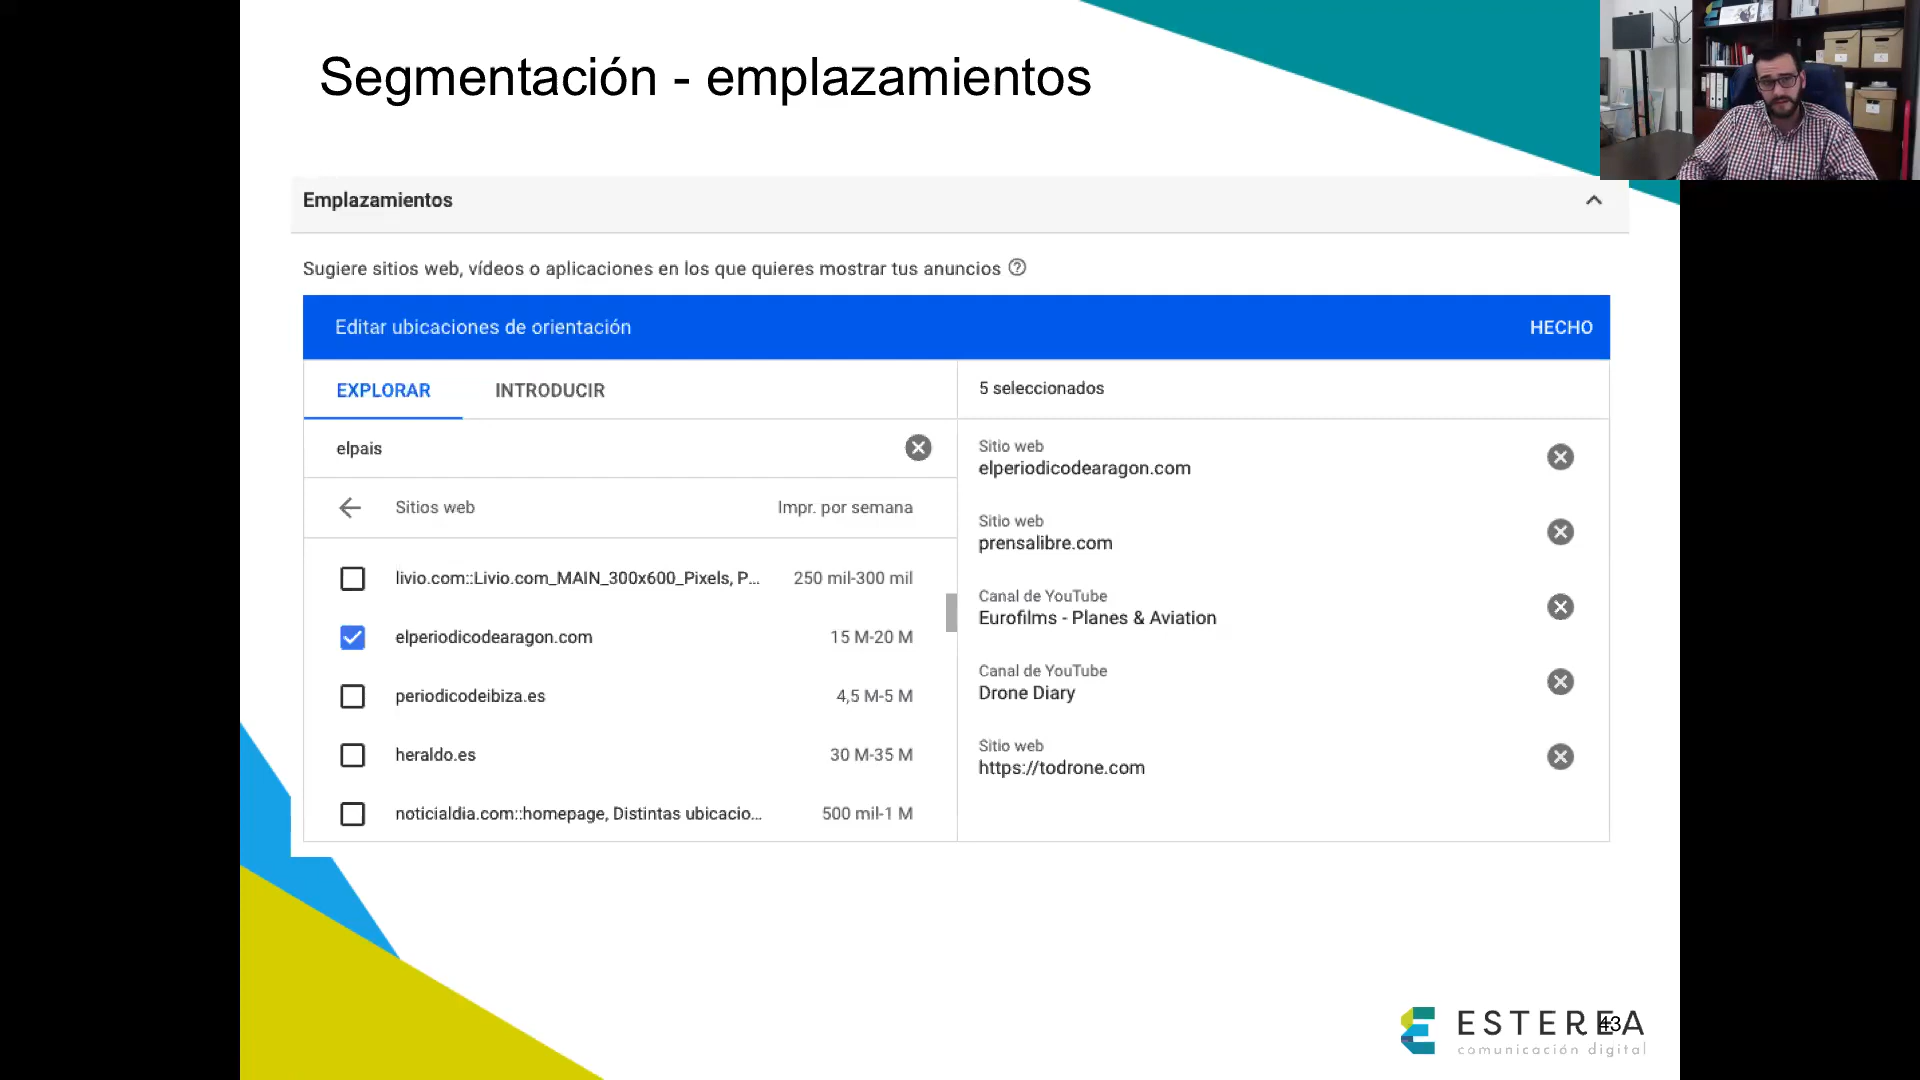 Segmentación - emplazamientos
Emplazamientos
Sugiere sitios web, vídeos o aplicaciones en los que quieres mostrar tus anuncios
Editar ubicaciones de orientación
HECHO
EXPLORAR
INTRODUCIR
elpais
Sitios web
Impr. por semana
livio.com::Livio.com_MAIN_300x600_Pixels, P...
250 mil-300 mil
elperiodicodearagon.com
15 M-20 M
periodicodeibiza.es
4,5 M-5 M
heraldo.es
30 M-35 M
noticialdia.com::homepage, Distintas ubicacio...
500 mil-1 M
5 seleccionados
Sitio web
elperiodicodearagon.com
Sitio web
prensalibre.com
Canal de YouTube
Eurofilms - Planes & Aviation
Canal de YouTube
Drone Diary
Sitio web
https://todrone.com
ESTEREA
comunicación digital
43